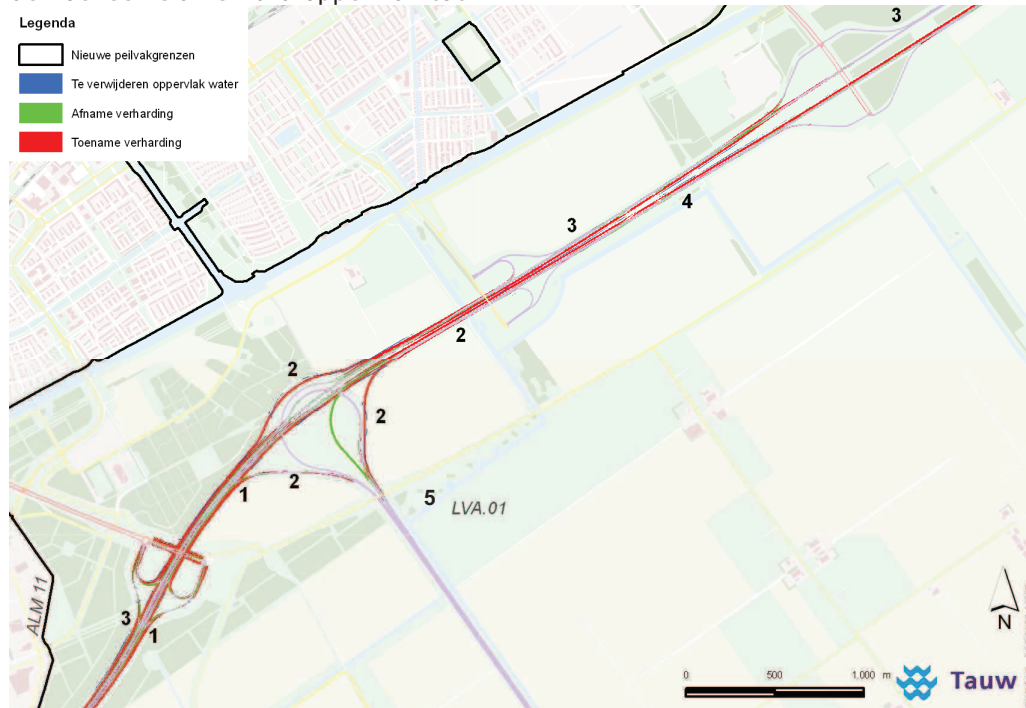 Legenda
Nieuwe peilvakgrenzen
Te verwijderen oppervlak water
Afname verharding
Toename verharding
3
4
3
2
2
2
2
1
5
LVA.01
ALM 11
3
1
N
0 500 1.000 m
Tauw